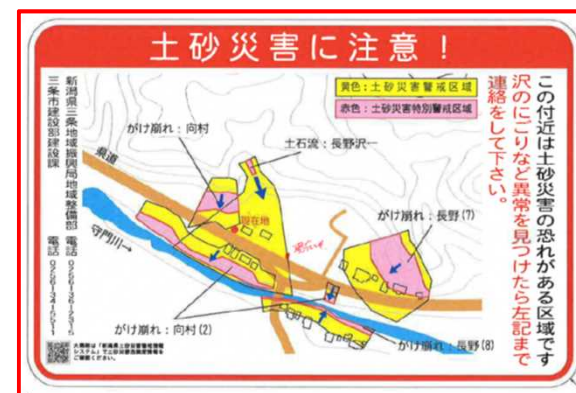 土砂災害に注意！
この付近は土砂災害の恐れがある区域です
沢のにごりなど異常を見つけたら左記まで
連絡をして下さい。
黄色：土砂災害警戒区域
赤色：土砂災害特別警戒区域
がけ崩れ：向村
土石流：長野沢一
県道
現在地
がけ崩れ：長野(7)
守門川→
がけ崩れ：向村(2)
がけ崩れ：長野(8)
新潟県三条地域振興局地域整備部 電話
三条市建設部建設課 電話